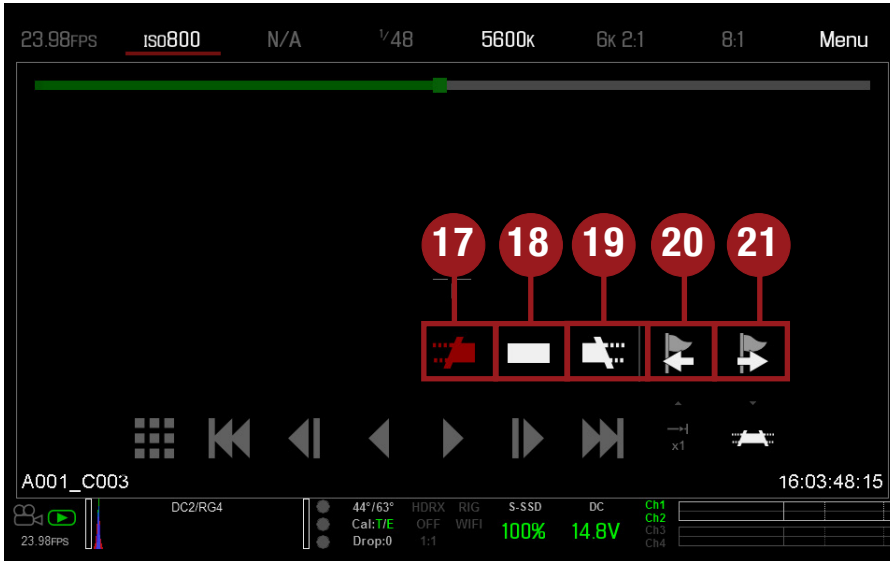 23.98FPS ISO800 N/A 1/48 5600K 6K 2:1 8:1 Menu
17 18 19 20 21
x1
A001_C003 16:03:48:15
DC2/RG4 44°/63° HDRX RIG S-SSD DC Ch1
Cal:T/E OFF WIFI 100% 14.8V Ch2
23.98FPS Drop:0 1:1 Ch3
Ch4